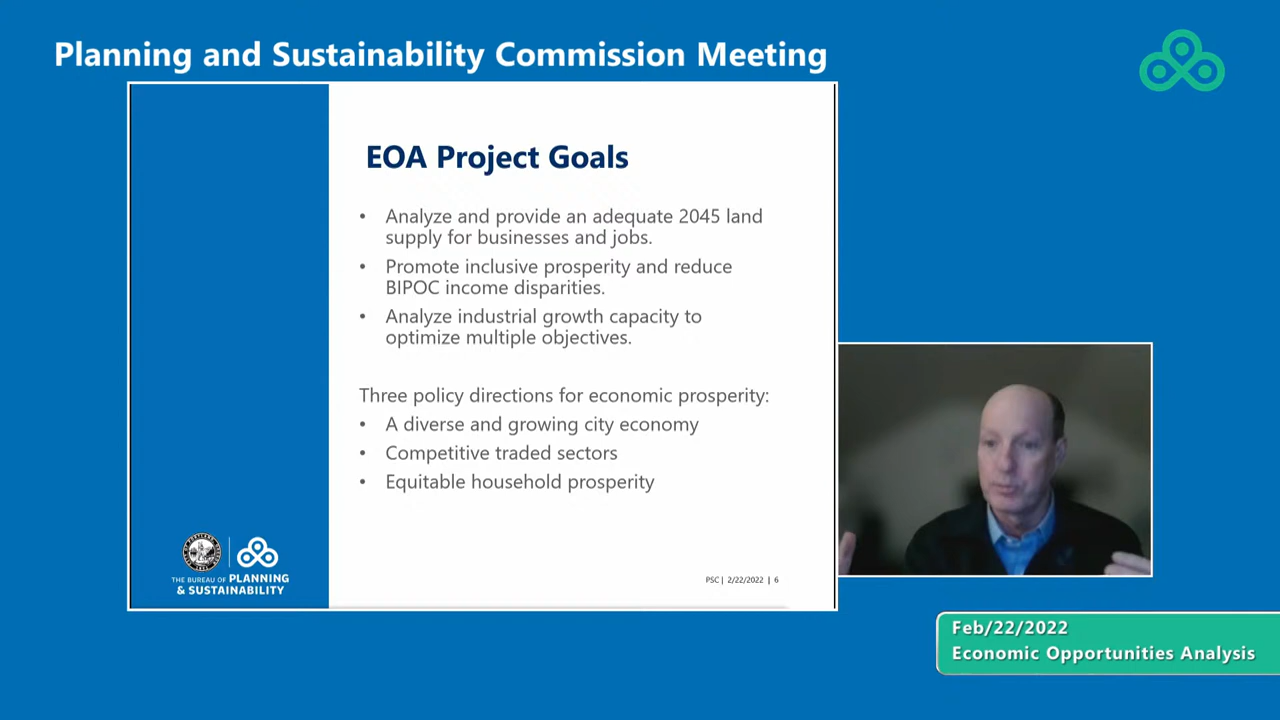 Planning and Sustainability Commission Meeting
EOA Project Goals
• Analyze and provide an adequate 2045 land
supply for businesses and jobs.
• Promote inclusive prosperity and reduce
BIPOC income disparities.
• Analyze industrial growth capacity to
optimize multiple objectives.
Three policy directions for economic prosperity:
• A diverse and growing city economy
• Competitive traded sectors
• Equitable household prosperity
THE BUREAU OF PLANNING
& SUSTAINABILITY
PSC | 2/22/2022 | 6
Feb/22/2022
Economic Opportunities Analysis